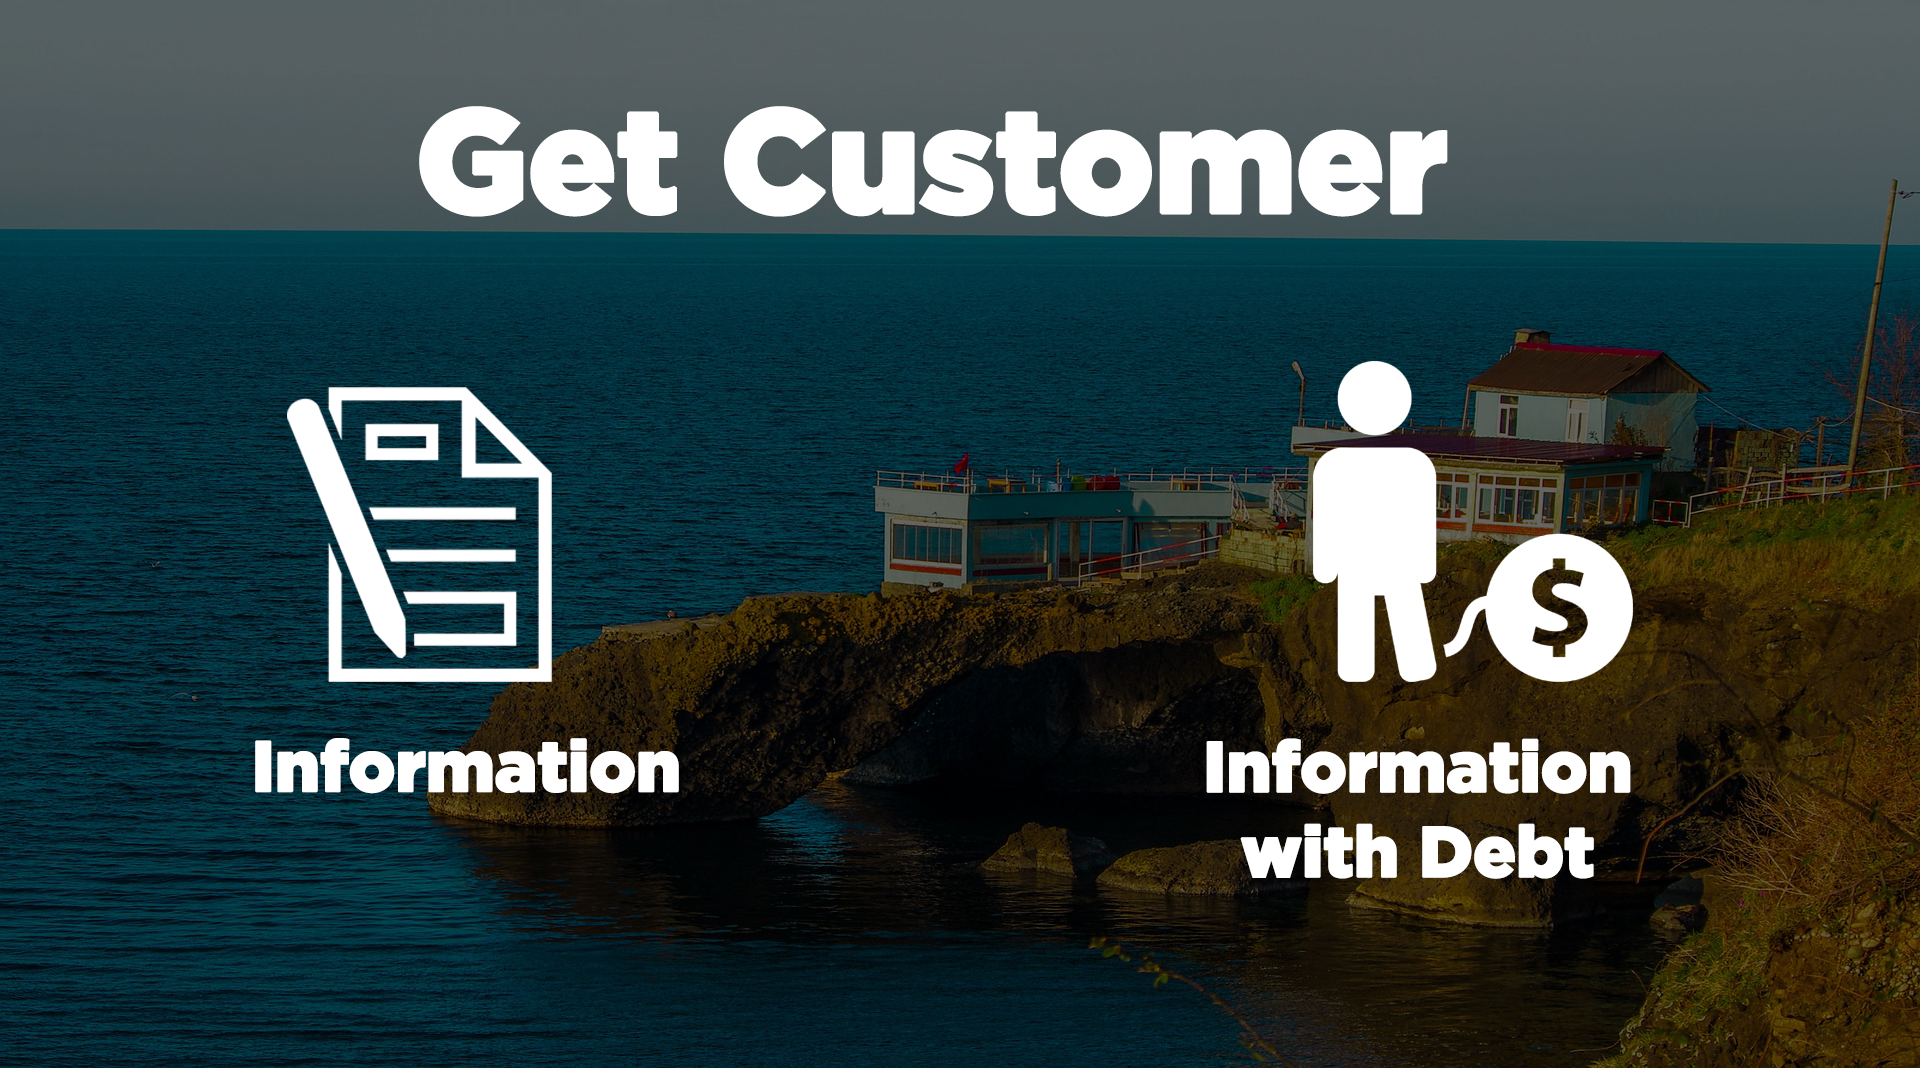 Get Customer
$
Information
Information
with Debt